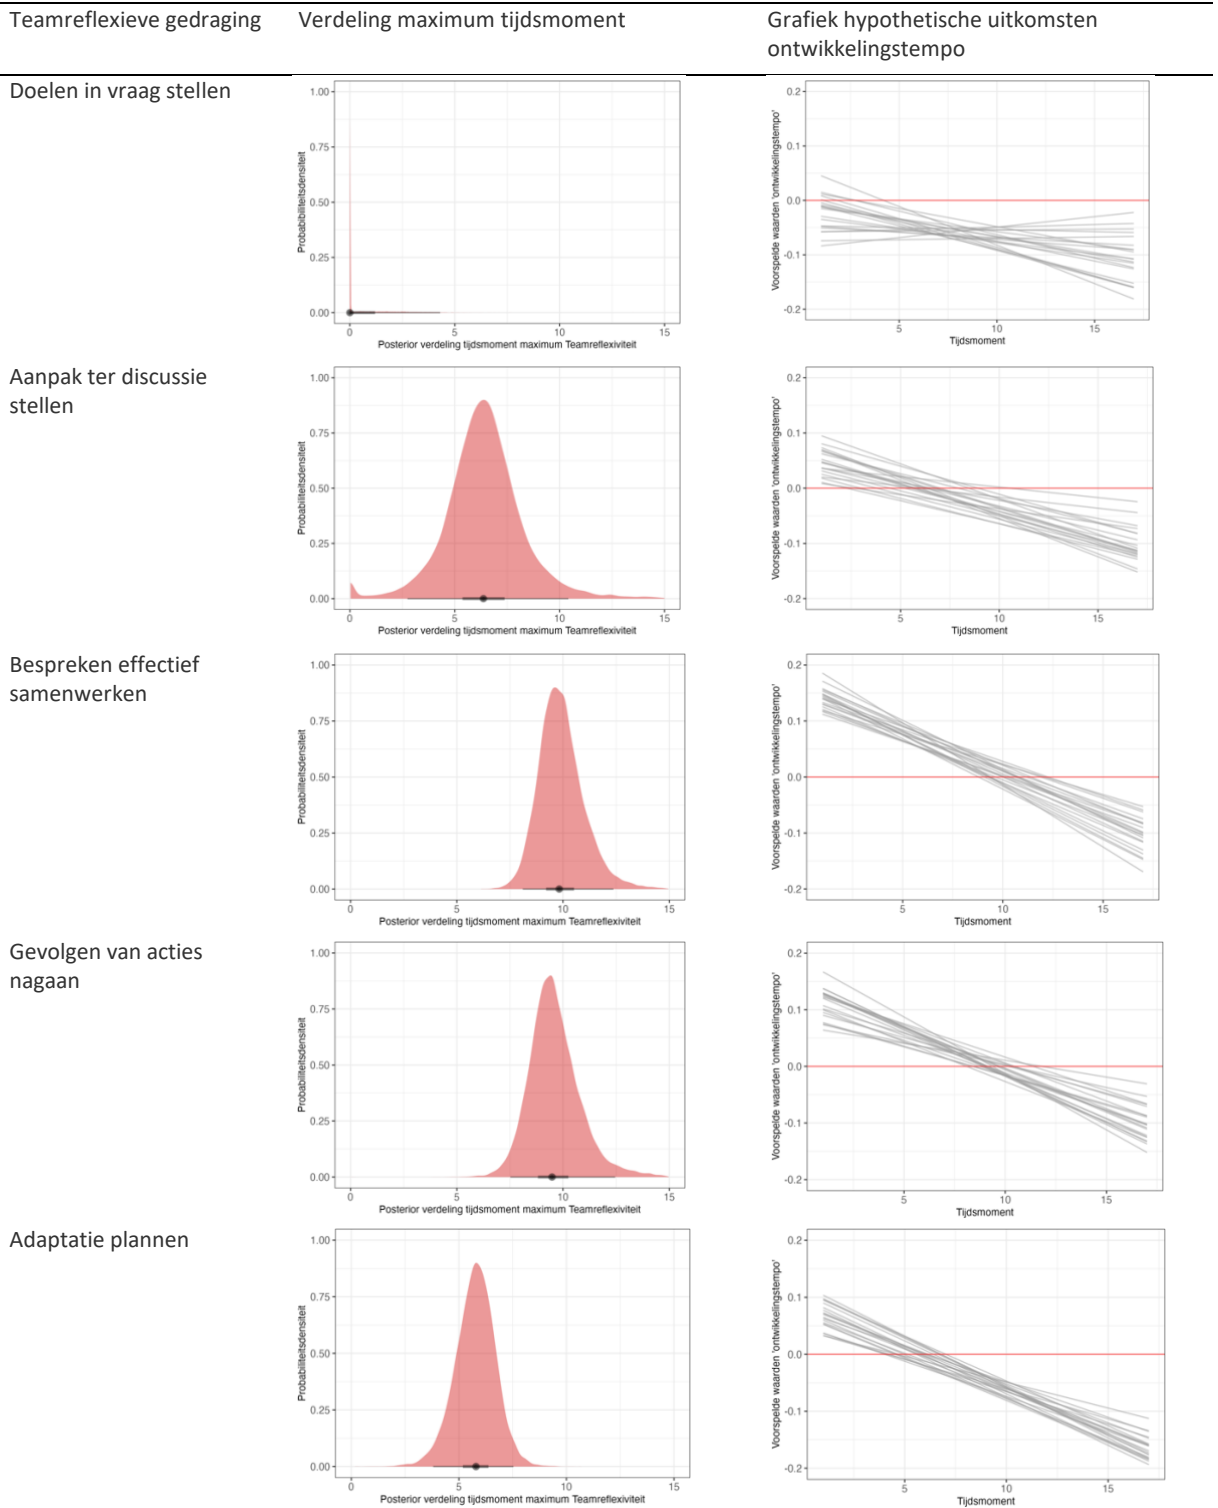 Teamreflexieve gedraging
Verdeling maximum tijdsmoment
Grafiek hypothetische uitkomsten
ontwikkelingstempo
Doelen in vraag stellen
1.00
0.75
0.50
0.25
0.00
Probabibiliteitsdensiteit
0
5
10
15
Posterior verdeling tijdsmoment maximum Teamreflexiviteit
0.2
0.1
0.0
-0.1
-0.2
Voorspelde waarden 'ontwikkelingstempo'
5
10
15
Tijdsmoment
Aanpak ter discussie
stellen
1.00
0.75
0.50
0.25
0.00
Probabiliteitsdensiteit
0
5
10
15
Posterior verdeling tijdsmoment maximum Teamreflexiviteit
0.2
0.1
0.0
-0.1
-0.2
Voorspelde waarden 'ontwikkelingstempo'
5
10
15
Tijdsmoment
Bespreken effectief
samenwerken
1.00
0.75
0.50
0.25
0.00
Probabiliteitsdensiteit
0
5
10
15
Posterior verdeling tijdsmoment maximum Teamreflexiviteit
0.2
0.1
0.0
-0.1
-0.2
Voorspelde waarden 'ontwikkelingstempo'
5
10
15
Tijdsmoment
Gevolgen van acties
nagaan
1.00
0.75
0.50
0.25
0.00
Probabiliteitsdensiteit
0
5
10
15
Posterior verdeling tijdsmoment maximum Teamreflexiviteit
0.2
0.1
0.0
-0.1
-0.2
Voorspelde waarden 'ontwikkelingstempo'
5
10
15
Tijdsmoment
Adaptatie plannen
1.00
0.75
0.50
0.25
0.00
Probabiliteitsdensiteit
0
5
10
15
Posterior verdeling tijdsmoment maximum Teamreflexiviteit
0.2
0.1
0.0
-0.1
-0.2
Voorspelde waarden 'ontwikkelingstempo'
5
10
15
Tijdsmoment